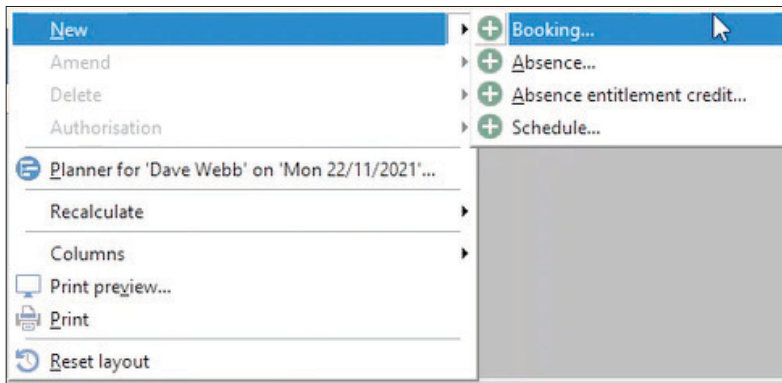 New
Amend
Delete
Authorisation
Planner for 'Dave Webb' on 'Mon 22/11/2021'...
Recalculate
Columns
Print preview...
Print
Reset layout
Booking...
Absence...
Absence entitlement credit...
Schedule...